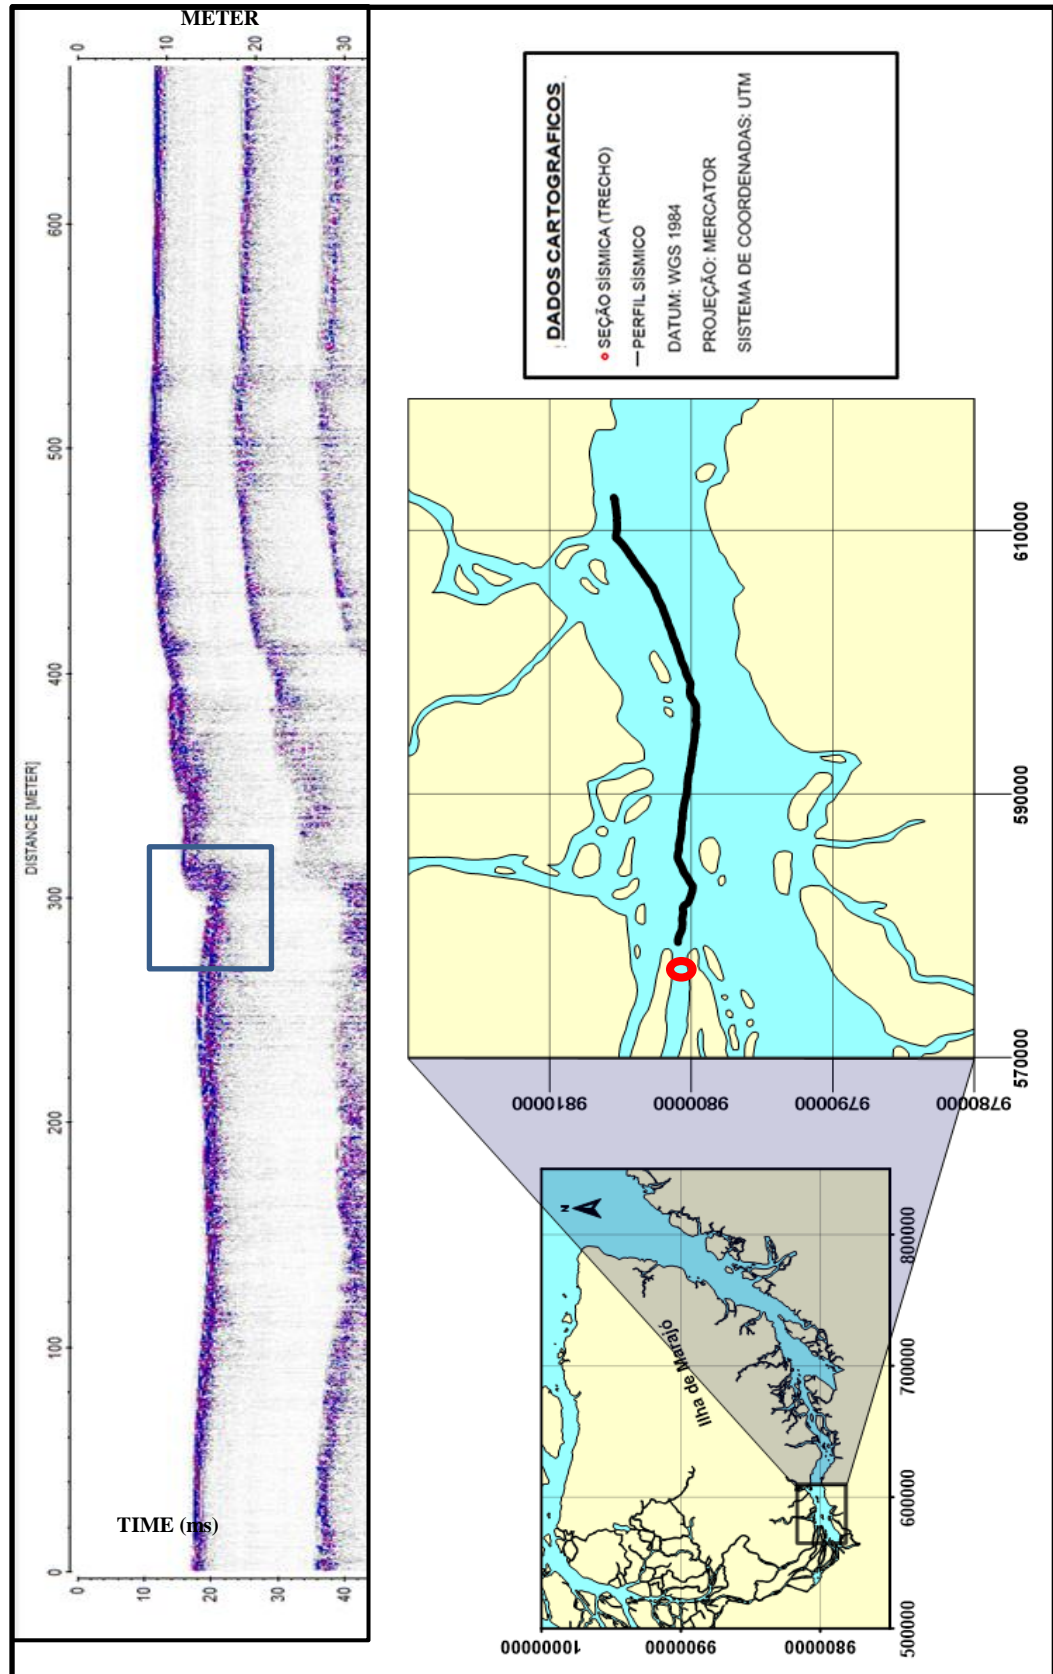 METER
0 10 20 30
DISTANCE [METER]
0 100 200 300 400 500 600
TIME (ms)
0 10 20 30 40
DADOS CARTOGRÁFICOS
SEÇÃO SÍSMICA (TRECHO)
PERFIL SÍSMICO
DATUM: WGS 1984
PROJEÇÃO: MERCATOR
SISTEMA DE COORDENADAS: UTM
570000 590000 610000
9810000 9800000 9790000 9780000
N
Ilha de Marajó
500000 600000 700000 800000
10000000 9900000 9800000